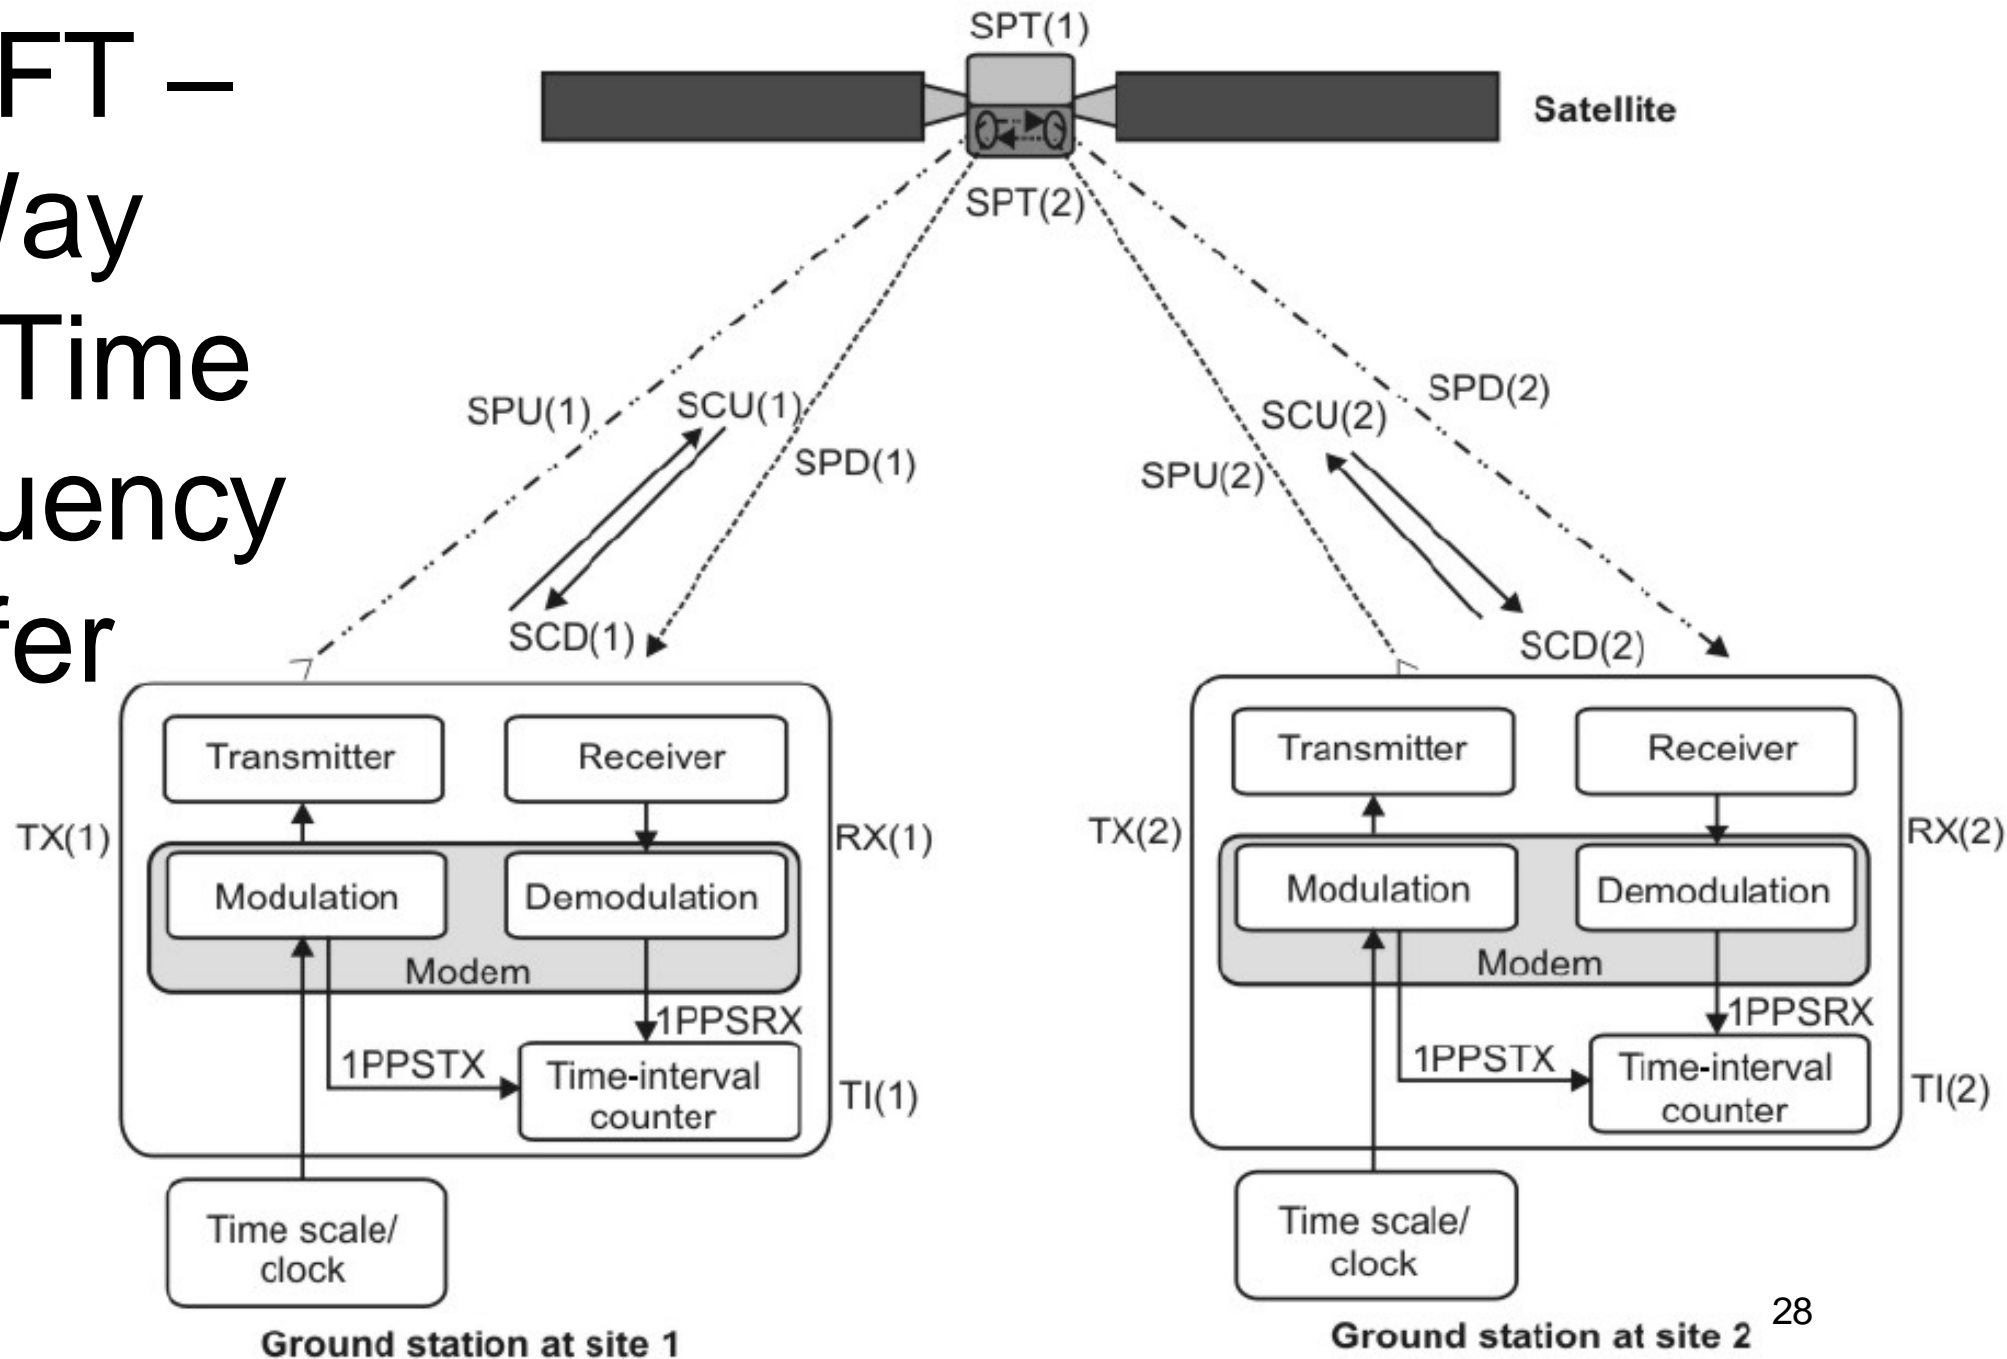 FT –
Way
Time
uency
fer
SPT(1)
Satellite
SPT(2)
SPU(1)
SCU(1)
SPD(1)
SCD(1)
SCU(2)
SPD(2)
SPU(2)
SCD(2)
Transmitter
Receiver
TX(1)
RX(1)
Modulation
Demodulation
Modem
1PPSRX
1PPSTX
Time-interval
counter
TI(1)
Time scale/
clock
Ground station at site 1
Transmitter
Receiver
TX(2)
RX(2)
Modulation
Demodulation
Modem
1PPSRX
1PPSTX
Time-interval
counter
TI(2)
Time scale/
clock
Ground station at site 2
28